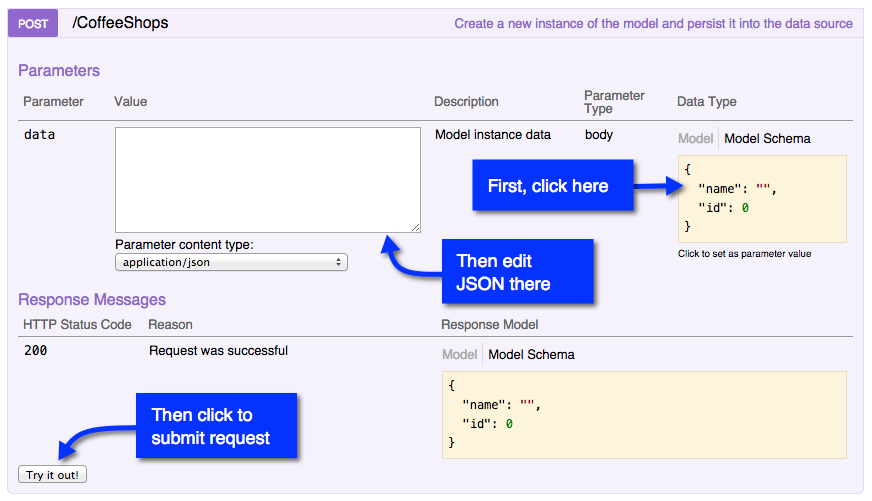 POST /CoffeeShops Create a new instance of the model and persist it into the data source
Parameters
Parameter Value Description Parameter Type Data Type
data Model instance data body Model Model Schema
First, click here
{
"name": "",
"id": 0
}
Click to set as parameter value
Parameter content type:
application/json
Then edit
JSON there
Response Messages
HTTP Status Code Reason Response Model
200 Request was successful Model Model Schema
{
"name": "",
"id": 0
}
Then click to
submit request
Try it out!